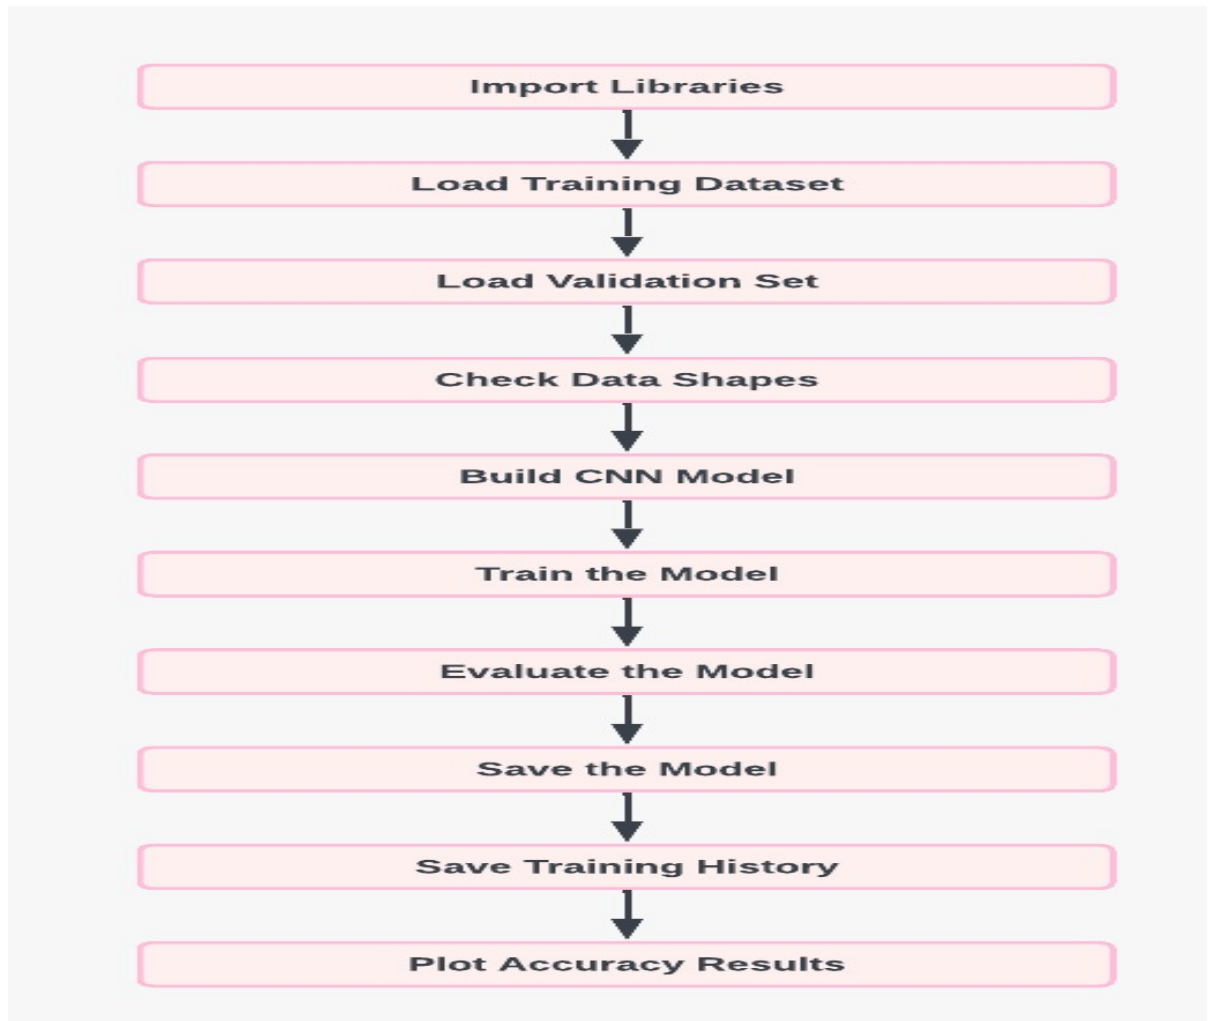 Import Libraries
Load Training Dataset
Load Validation Set
Check Data Shapes
Build CNN Model
Train the Model
Evaluate the Model
Save the Model
Save Training History
Plot Accuracy Results